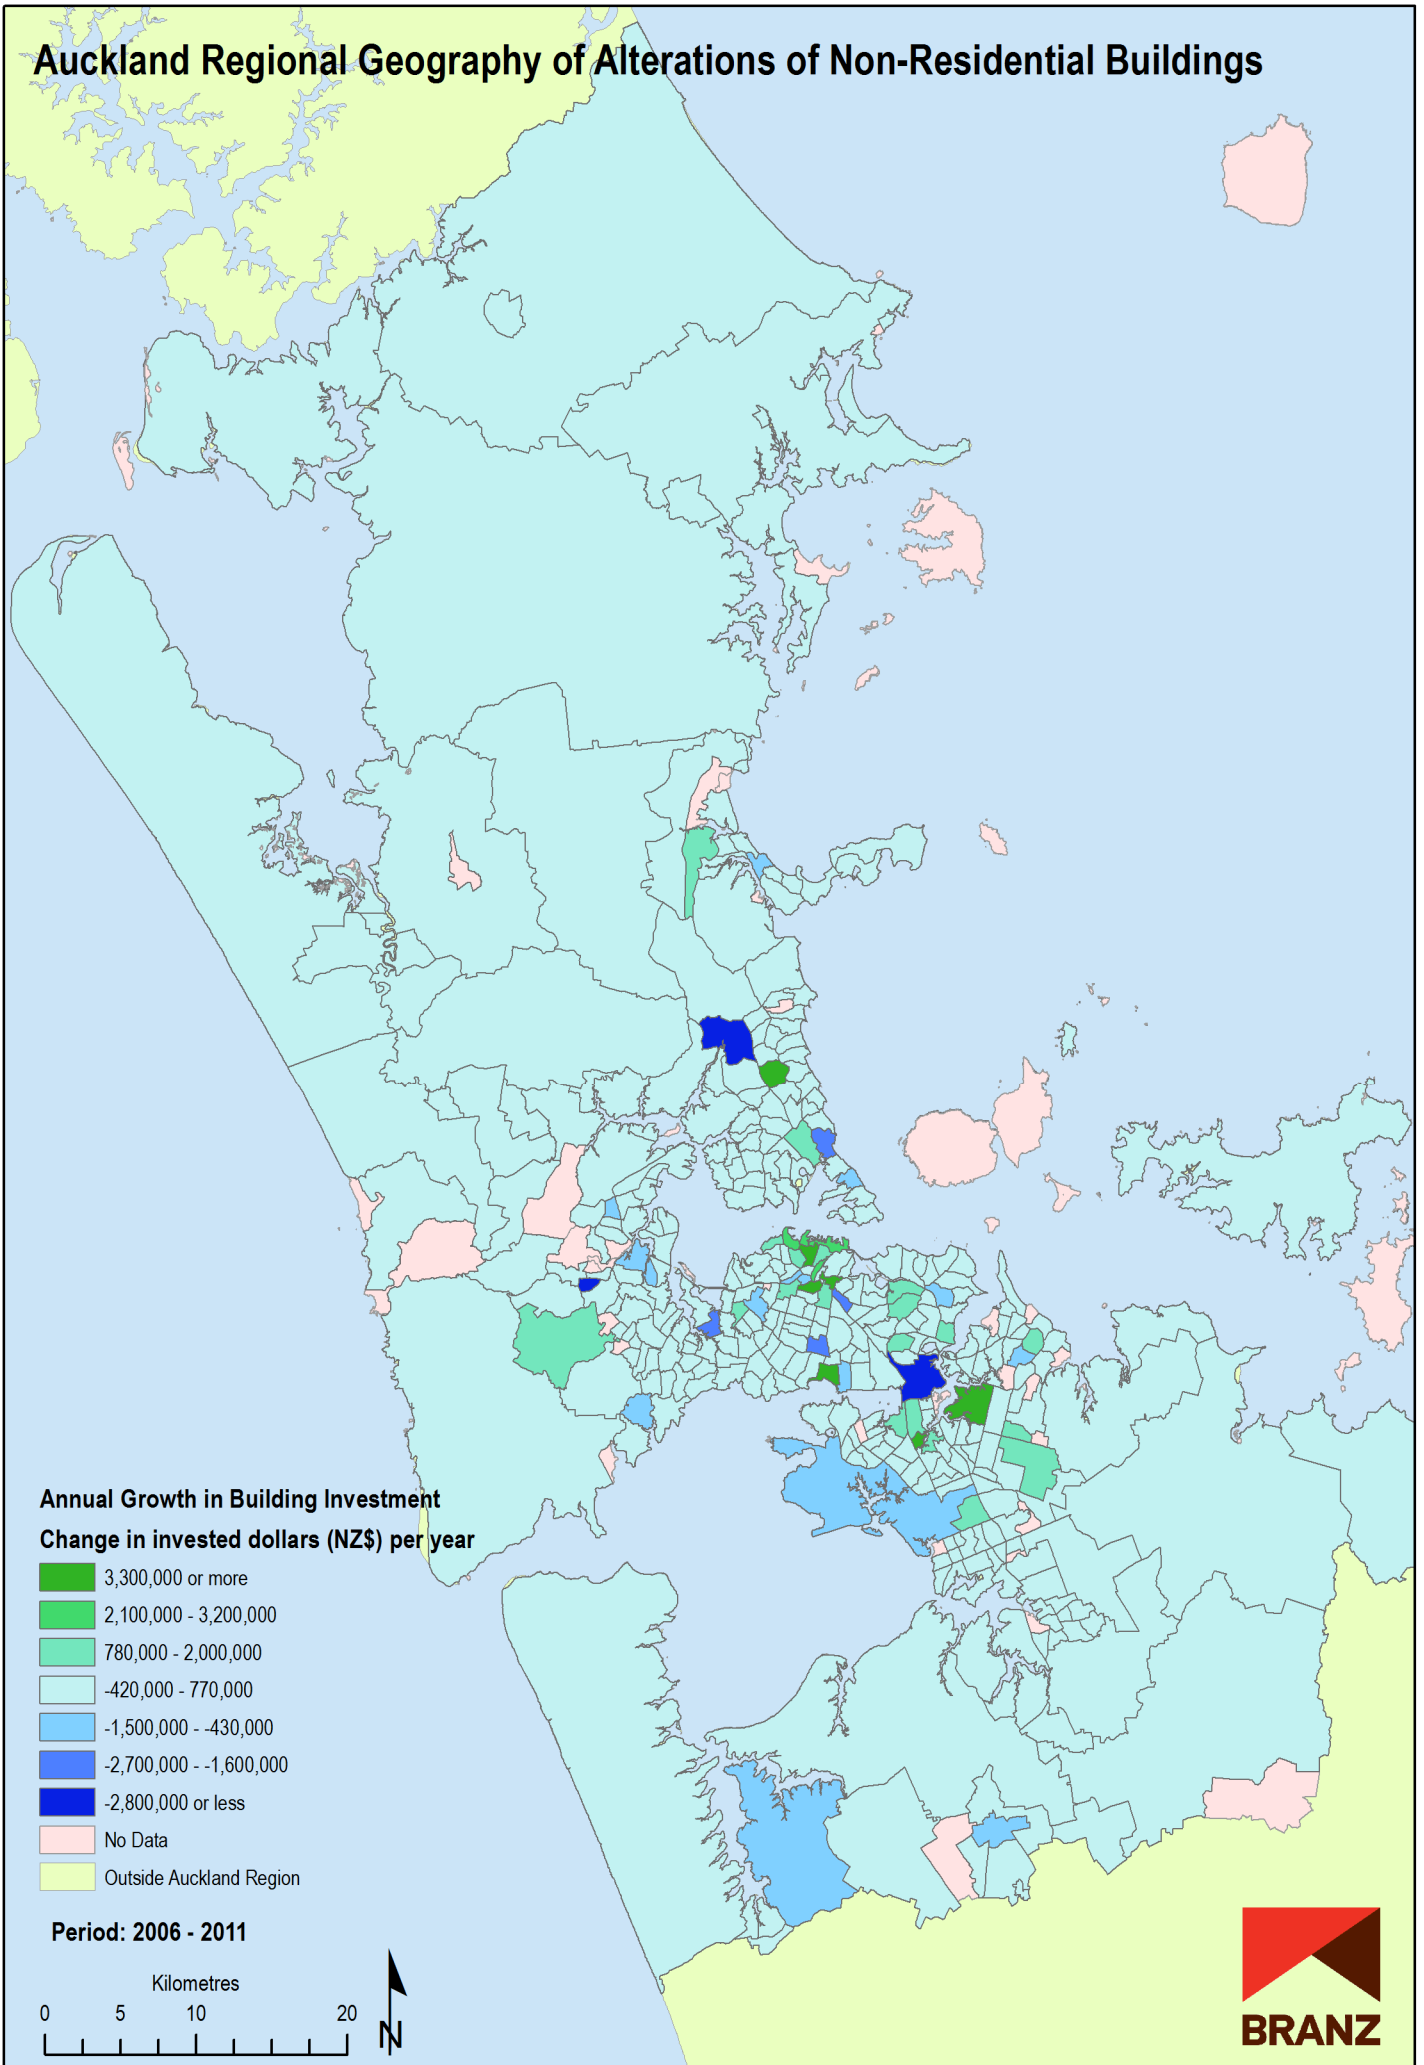 Auckland Regional Geography of Alterations of Non-Residential Buildings
Annual Growth in Building Investment
Change in invested dollars (NZ$) per year
3,300,000 or more
2,100,000 - 3,200,000
780,000 - 2,000,000
-420,000 - 770,000
-1,500,000 - -430,000
-2,700,000 - -1,600,000
-2,800,000 or less
No Data
Outside Auckland Region
Period: 2006 - 2011
Kilometres
0 5 10 20
N
BRANZ